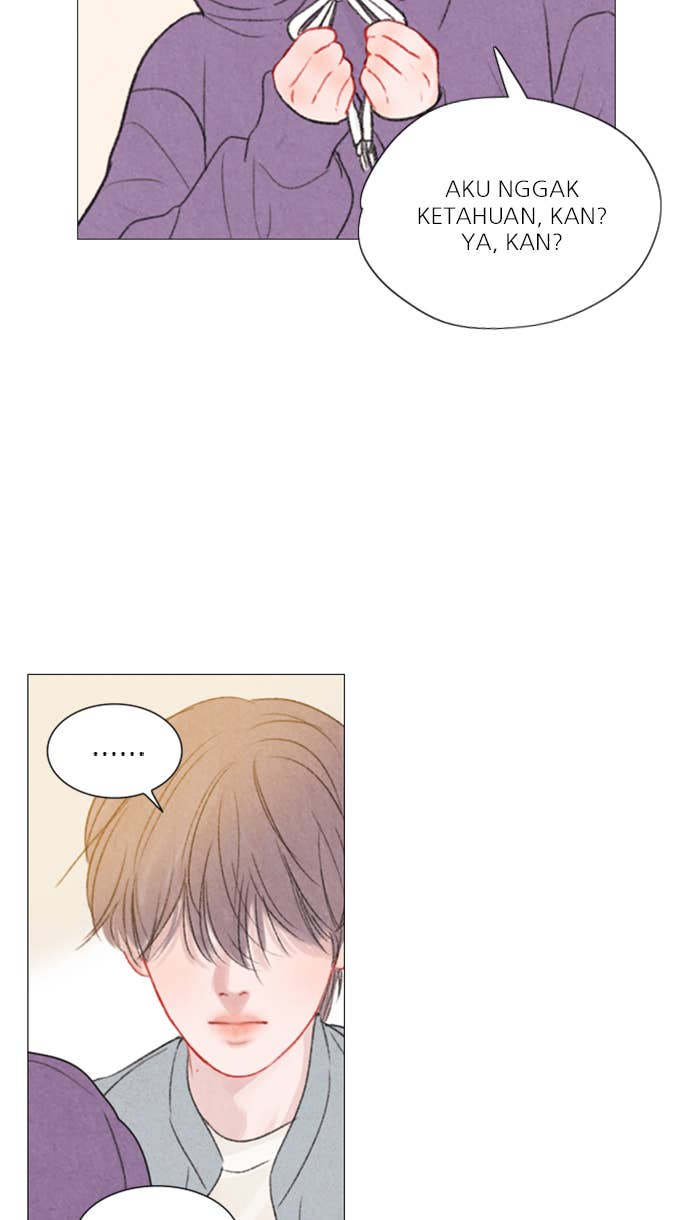 AKU NGGAK
KETAHUAN, KAN?
YA, KAN?
......